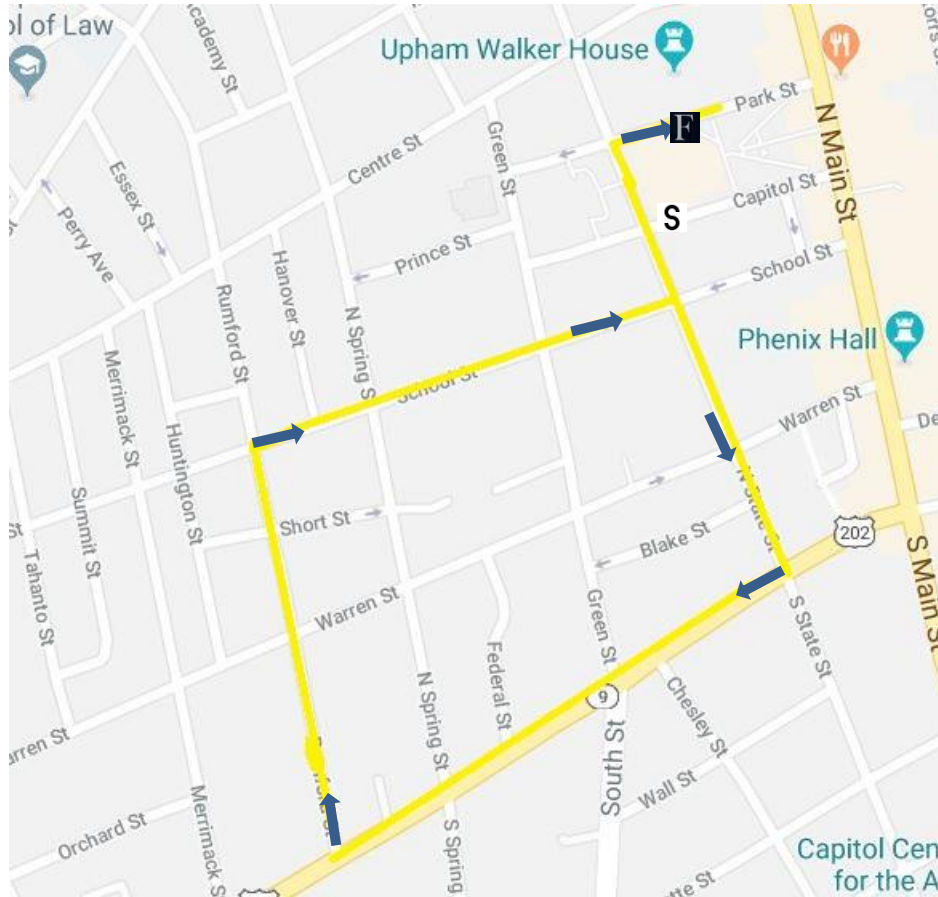 ol of Law
Academy St
Upham Walker House
Park St
F
N Main St
Essex St
Centre St
Green St
Capitol St
S
Perry Ave
Prince St
School St
Hanover St
Rumford St
N Spring S
Phenix Hall
Merrimack St
School St
Warren St
De
Huntington St
Summit St
St
Short St
N State St
202
Blake St
Tahanto St
S Main St
Warren St
Green St
S State St
Federal St
N Spring St
9
Chesley St
arren St
South St
Wall St
Merrimack S
Orchard St
S Spring
Capitol Cen
for the A
tte St